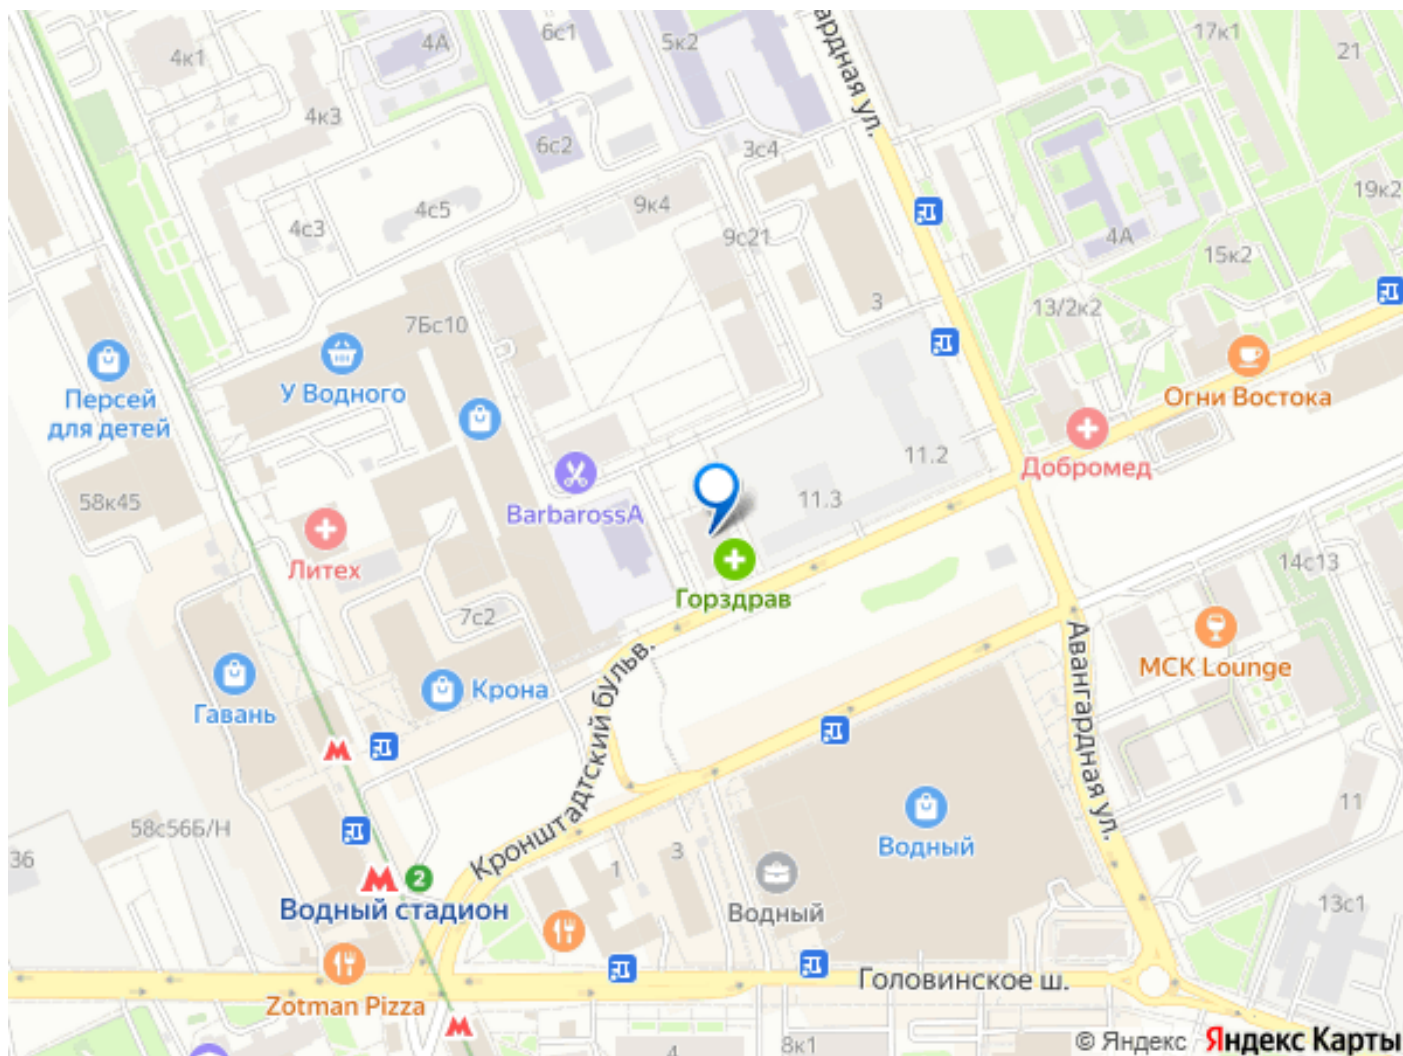 ардная ул.
17к1
21
6с1
5к2
4А
4к1
4к3
6с2
3с4
19к2
9к4
4с5
4с3
9с21
4А
15к2
3
13/2к2
7Бс10
Персей
для детей
У Водного
Огни Востока
11.2
Добромед
58к45
BarbarossA
11.3
Литех
14с13
Горздрав
7с2
Крона
Гавань
Кронштадтский бульв.
Авангардная ул.
МСК Lounge
11
58с56Б/Н
36
1
3
Водный
2
Водный стадион
Водный
13с1
Головинское ш.
Zotman Pizza
4
8к1
© Яндекс Яндекс Карты